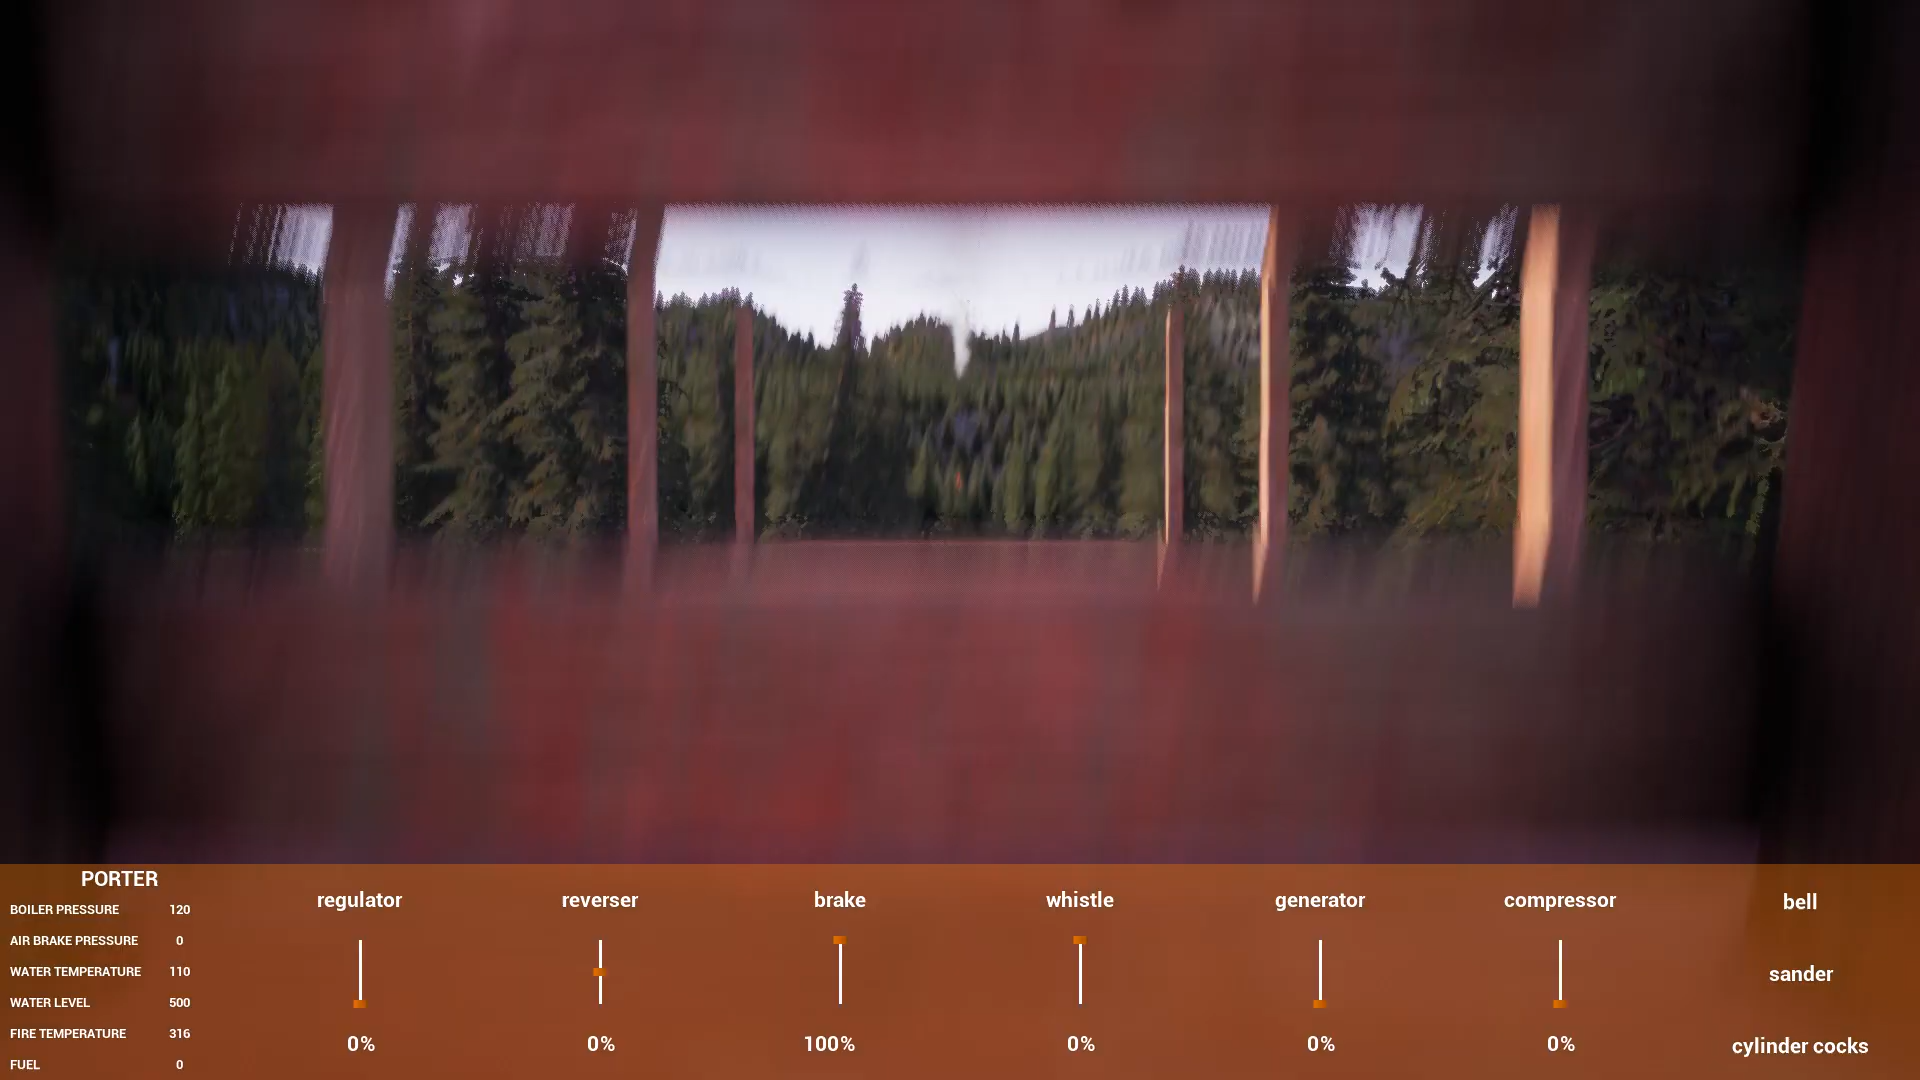 PORTER
BOILER PRESSURE 120
AIR BRAKE PRESSURE 0
WATER TEMPERATURE 110
WATER LEVEL 500
FIRE TEMPERATURE 316
FUEL 0
regulator
0%
reverser
0%
brake
100%
whistle
0%
generator
0%
compressor
0%
bell
sander
cylinder cocks